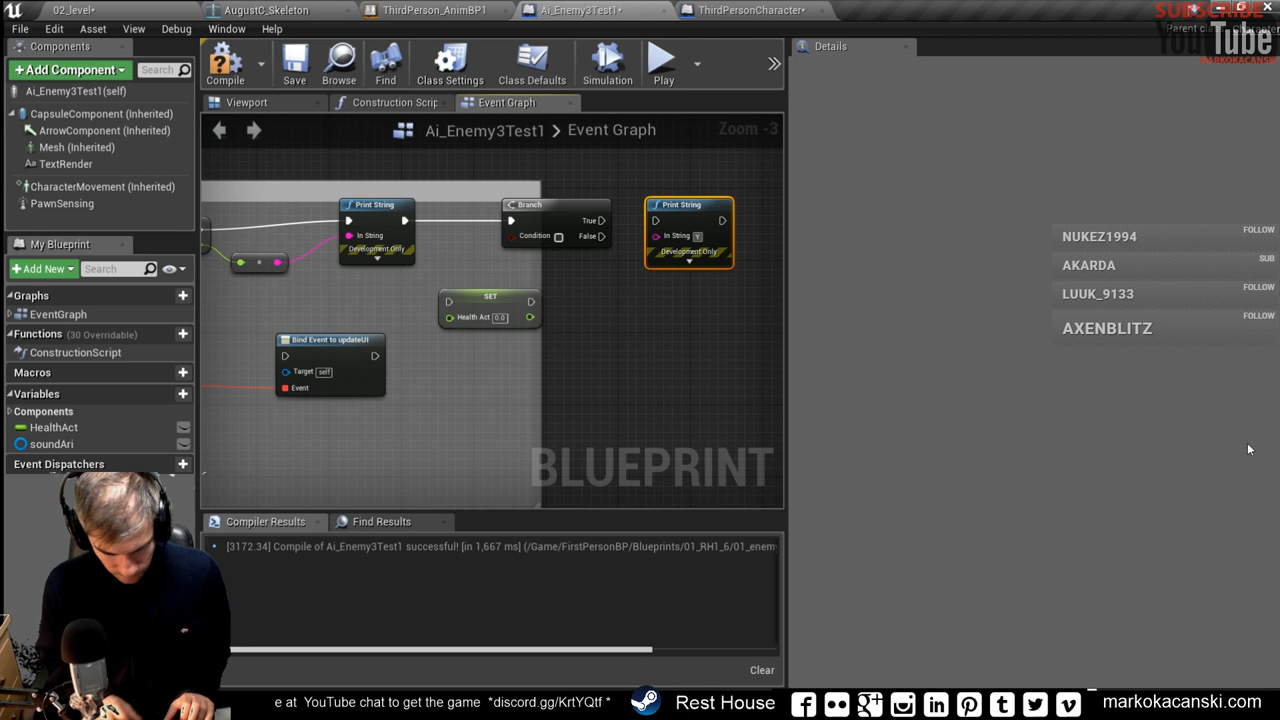 02_level•
AugustC_Skeleton
ThirdPerson_AnimBP1
Ai_Enemy3Test1•
ThirdPersonCharacter•
SUBSCRIBE
YouTube
MARKOKACANSKI
File Edit Asset View Debug Window Help
Parent class: Character
Components
Details
+ Add Component
Search
Compile
Save
Browse
Find
Class Settings
Class Defaults
Simulation
Play
Ai_Enemy3Test1(self)
Viewport
Construction Scrip
Event Graph
CapsuleComponent (Inherited)
ArrowComponent (Inherited)
Mesh (Inherited)
TextRender
CharacterMovement (Inherited)
PawnSensing
Ai_Enemy3Test1 > Event Graph
Zoom -3
Print String
In String
Development Only
Branch
True
Condition
False
Print String
In String Y
Development Only
SET
Health Act 0.0
Bind Event to updateUI
Target self
Event
BLUEPRINT
My Blueprint
+ Add New
Search
Graphs
EventGraph
Functions (30 Overridable)
ConstructionScript
Macros
Variables
Components
HealthAct
soundAri
Event Dispatchers
NUKEZ1994 FOLLOW
AKARDA SUB
LUUK_9133 FOLLOW
AXENBLITZ FOLLOW
Compiler Results
Find Results
[3172.34] Compile of Ai_Enemy3Test1 successful! [in 1,667 ms] (/Game/FirstPersonBP/Blueprints/01_RH1_6/01_enem
Clear
e at YouTube chat to get the game *discord.gg/KrtYQtf *
Rest House
markokacanski.com